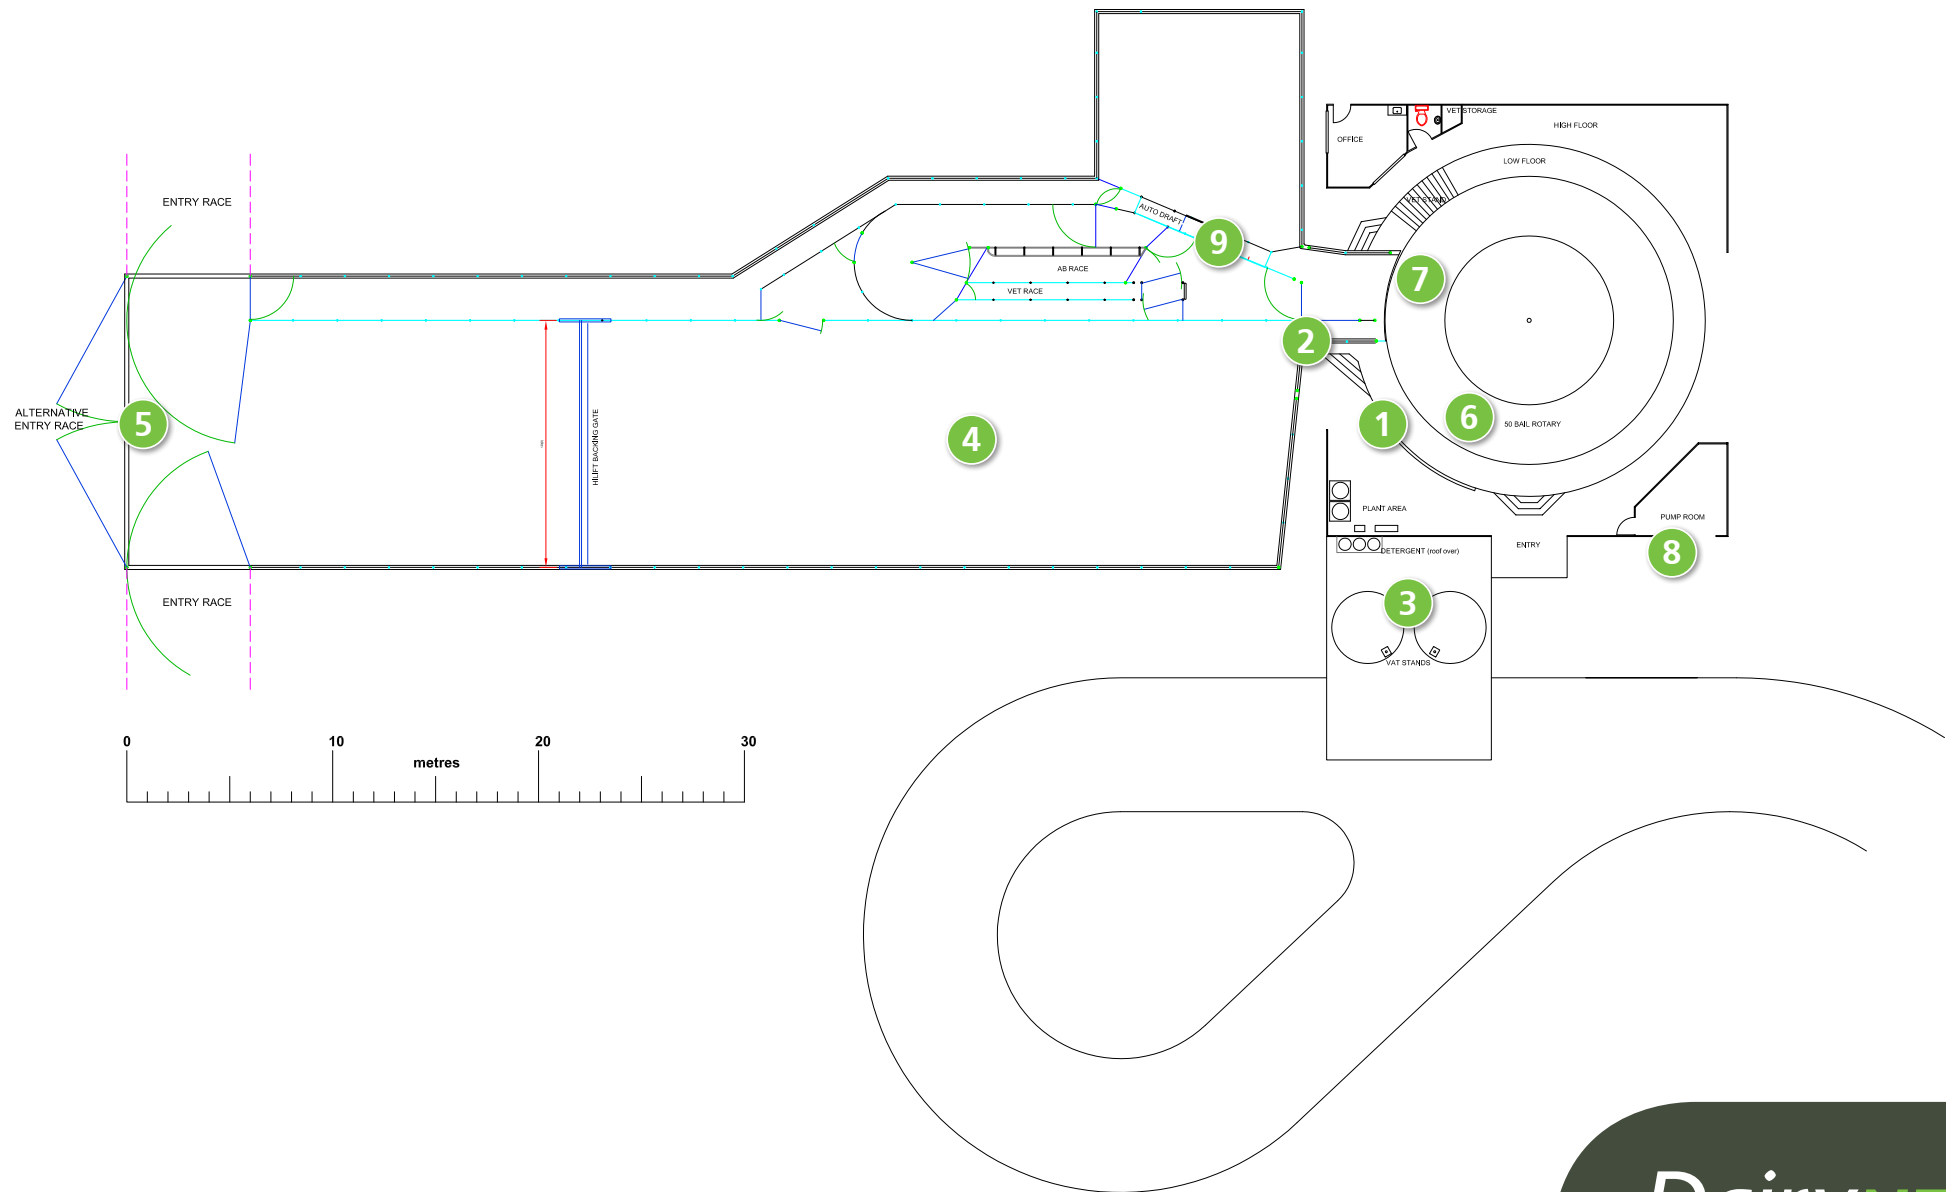 VET STORAGE
HIGH FLOOR
OFFICE
LOW FLOOR
ENTRY RACE
VET STAND
AUTO DRAFT
9
AB RACE
7
VET RACE
2
ALTERNATIVE
ENTRY RACE
5
HILIFT BACKING GATE
4
1
6
50 BAIL ROTARY
PLANT AREA
PUMP ROOM
ENTRY
DETERGENT (roof over)
8
ENTRY RACE
3
VAT STANDS
0 10 20 30
metres